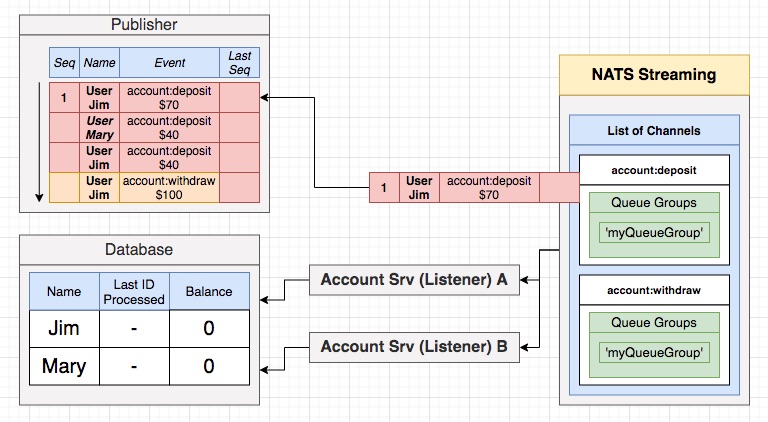 Publisher
Seq Name Event Last
Seq
1 User
Jim account:deposit
$70
User
Mary account:deposit
$40
User
Jim account:deposit
$40
User
Jim account:withdraw
$100
1 User
Jim account:deposit
$70
NATS Streaming
List of Channels
account:deposit
Queue Groups
'myQueueGroup'
account:withdraw
Queue Groups
'myQueueGroup'
Database
Name Last ID
Processed Balance
Jim - 0
Mary - 0
Account Srv (Listener) A
Account Srv (Listener) B